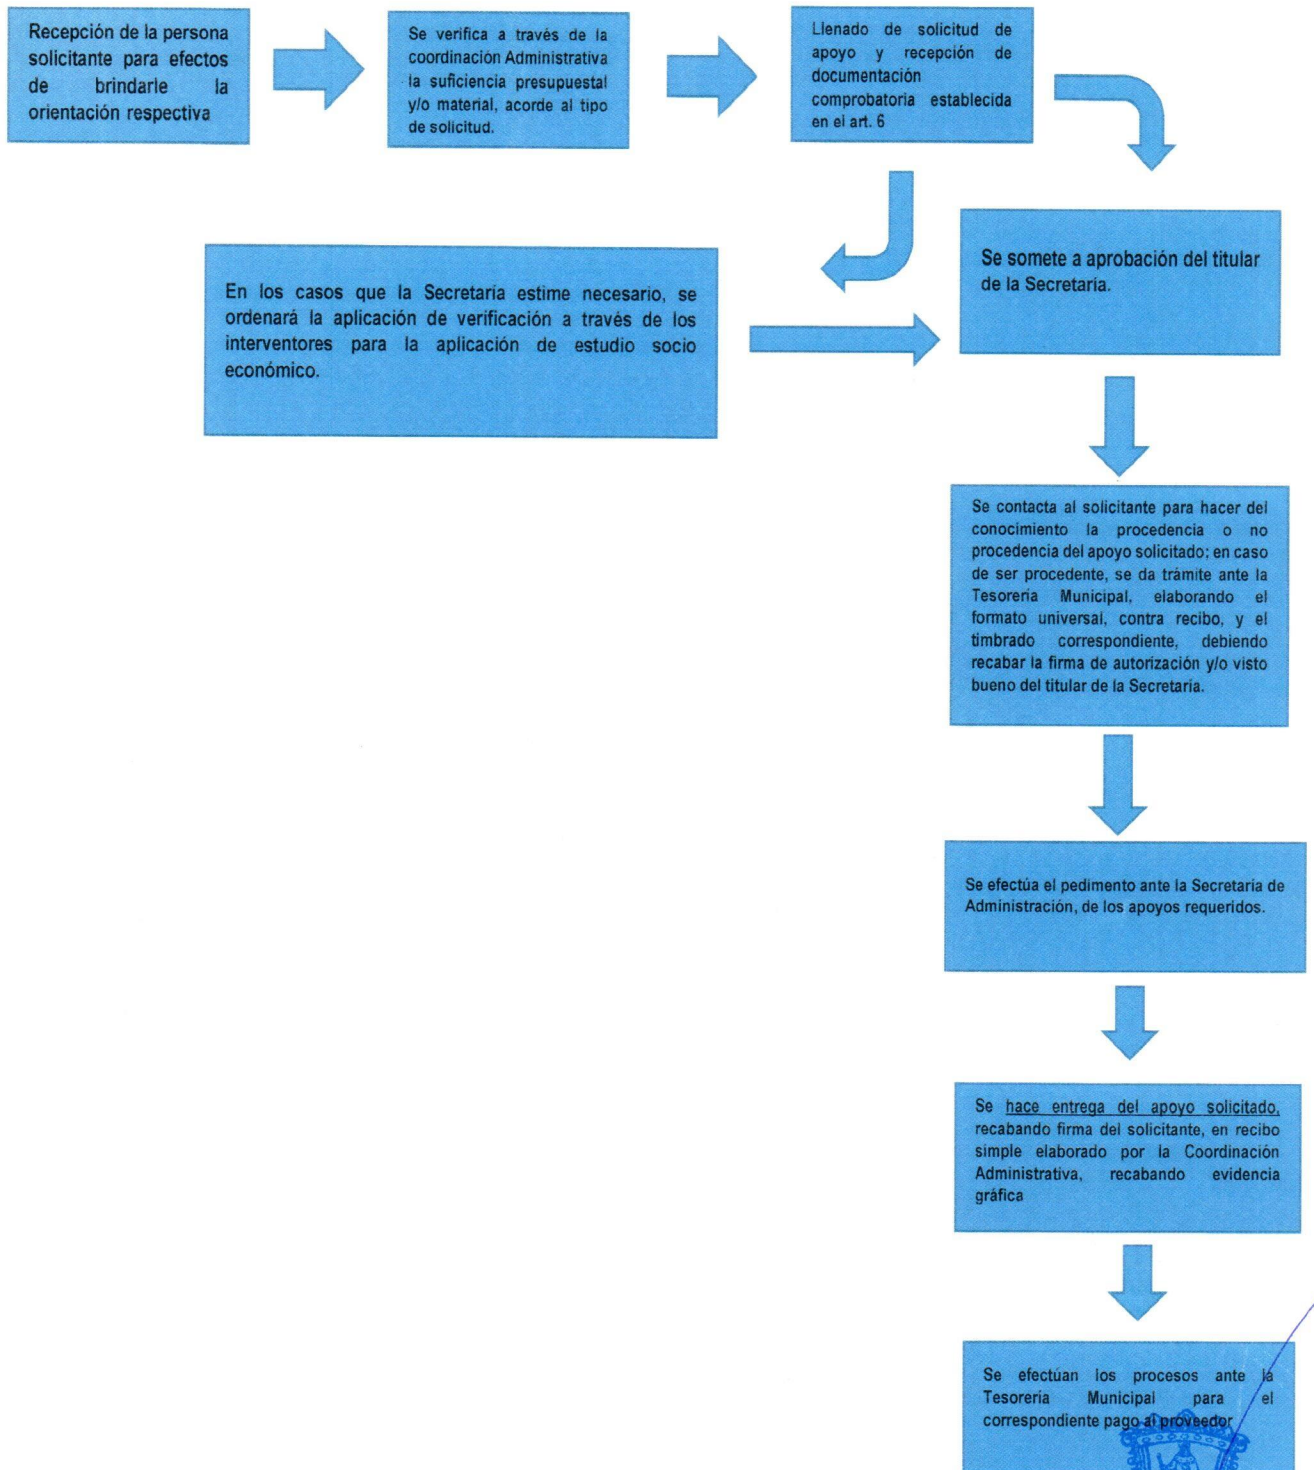 Recepción de la persona
solicitante para efectos
de brindarle la
orientación respectiva
Se verifica a través de la
coordinación Administrativa
la suficiencia presupuestal
y/o material, acorde al tipo
de solicitud.
Llenado de solicitud de
apoyo y recepción de
documentación
comprobatoria establecida
en el art. 6
En los casos que la Secretaría estime necesario, se
ordenará la aplicación de verificación a través de los
interventores para la aplicación de estudio socio
económico.
Se somete a aprobación del titular
de la Secretaría.
Se contacta al solicitante para hacer del
conocimiento la procedencia o no
procedencia del apoyo solicitado; en caso
de ser procedente, se da trámite ante la
Tesorería Municipal, elaborando el
formato universal, contra recibo, y el
timbrado correspondiente, debiendo
recabar la firma de autorización y/o visto
bueno del titular de la Secretaría.
Se efectúa el pedimento ante la Secretaría de
Administración, de los apoyos requeridos.
Se hace entrega del apoyo solicitado,
recabando firma del solicitante, en recibo
simple elaborado por la Coordinación
Administrativa, recabando evidencia
gráfica
Se efectúan los procesos ante la
Tesorería Municipal para el
correspondiente pago al proveedor